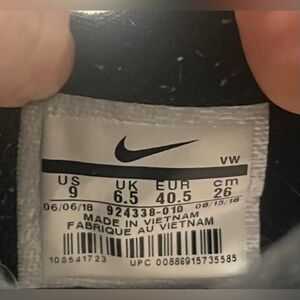 VW
US UK EUR cm
9 6.5 40.5 26
06/06/18 924338-010 08/15/18
MADE IN VIETNAM
FABRIQUE AU VIETNAM
108541723 UPC 00886915735585